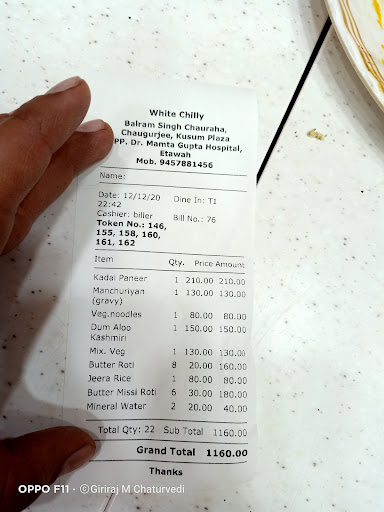 White Chilly
Balram Singh Chauraha,
Chaugurjee, Kusum Plaza
PP. Dr. Mamta Gupta Hospital,
Etawah
Mob. 9457881456
Name:
Date: 12/12/20 Dine In: T1
22:42
Cashier: biller Bill No.: 76
Token No.: 146,
155, 158, 160,
161, 162
Item Qty. Price Amount
Kadai Paneer 1 210.00 210.00
Manchuriyan 1 130.00 130.00
(gravy)
Veg.noodles 1 80.00 80.00
Dum Aloo 1 150.00 150.00
Kashmiri
Mix. Veg 1 130.00 130.00
Butter Roti 8 20.00 160.00
Jeera Rice 1 80.00 80.00
Butter Missi Roti 6 30.00 180.00
Mineral Water 2 20.00 40.00
Total Qty: 22 Sub Total 1160.00
Grand Total 1160.00
Thanks
OPPO F11 · ©Giriraj M Chaturvedi